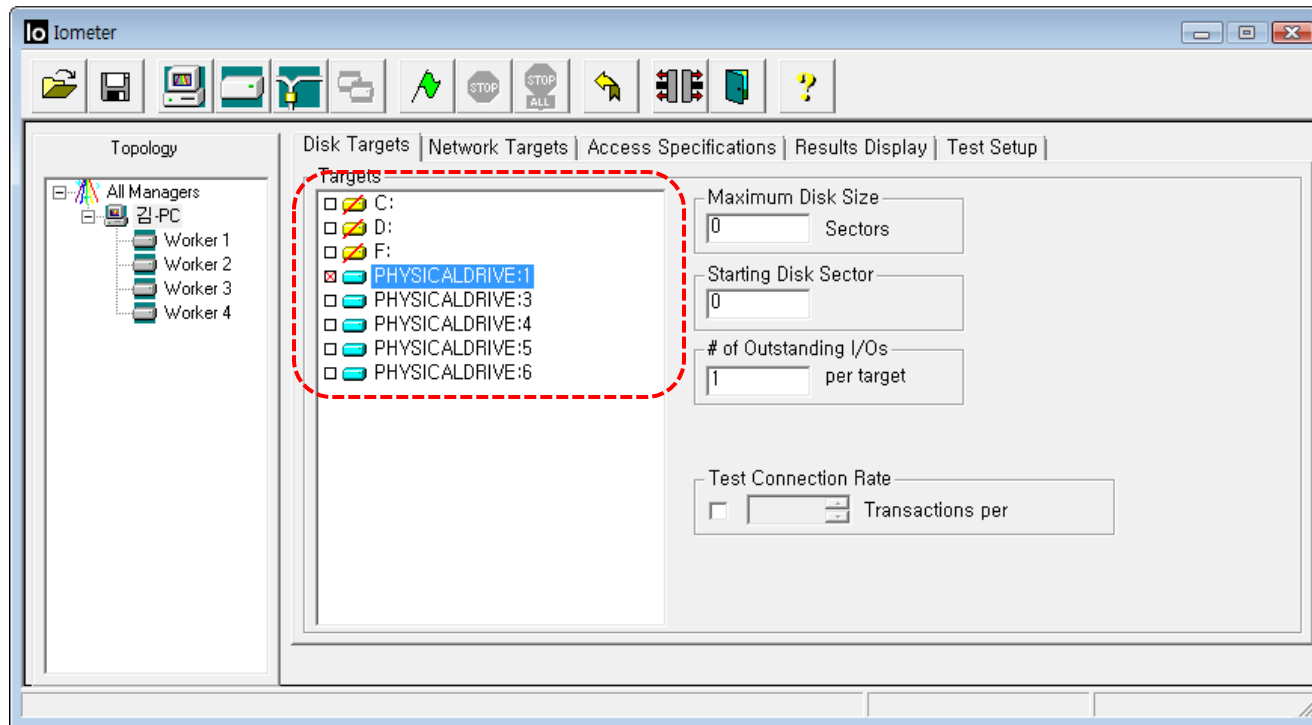 Io Iometer
STOP
STOP
ALL
?
Topology
All Managers
김-PC
Worker 1
Worker 2
Worker 3
Worker 4
Disk Targets
Network Targets
Access Specifications
Results Display
Test Setup
Targets
C:
D:
F:
PHYSICALDRIVE:1
PHYSICALDRIVE:3
PHYSICALDRIVE:4
PHYSICALDRIVE:5
PHYSICALDRIVE:6
Maximum Disk Size
0 Sectors
Starting Disk Sector
0
# of Outstanding I/Os
1 per target
Test Connection Rate
Transactions per